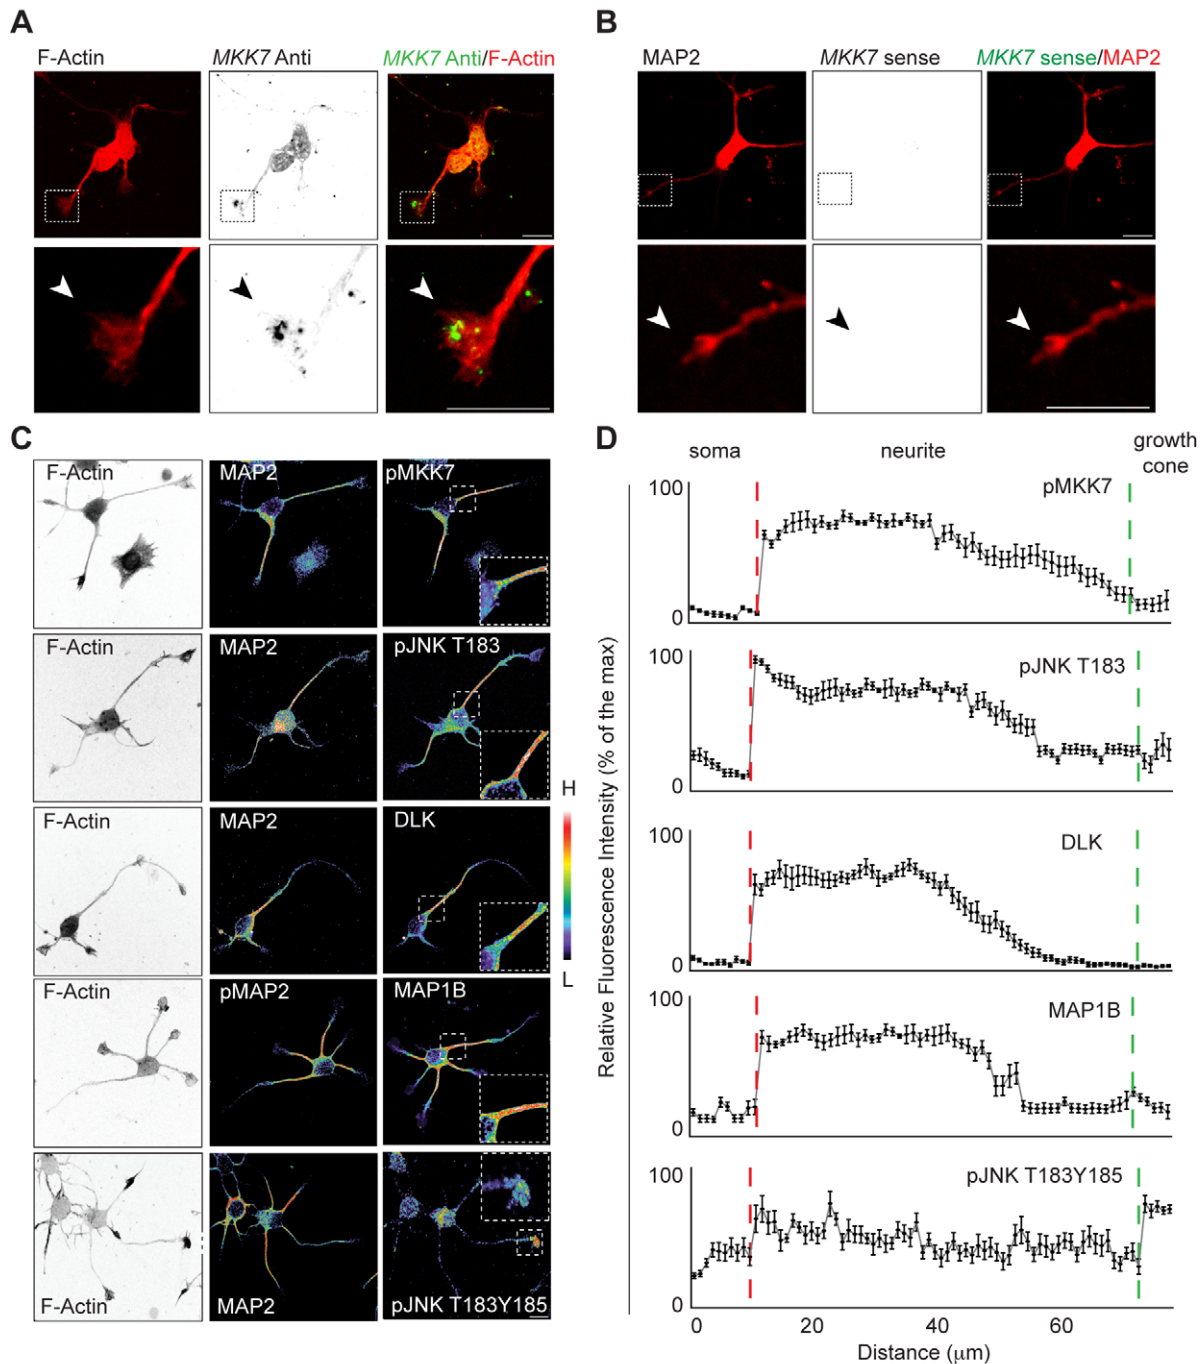 A
F-Actin
MKK7 Anti
MKK7 Anti/F-Actin
B
MAP2
MKK7 sense
MKK7 sense/MAP2
C
F-Actin
MAP2
pMKK7
F-Actin
MAP2
pJNK T183
F-Actin
MAP2
DLK
H
L
F-Actin
pMAP2
MAP1B
F-Actin
MAP2
pJNK T183Y185
D
soma
neurite
growth
cone
Relative Fluorescence Intensity (% of the max)
100
pMKK7
0
100
pJNK T183
0
100
DLK
0
100
MAP1B
0
100
pJNK T183Y185
0
0
20
40
60
Distance (μm)